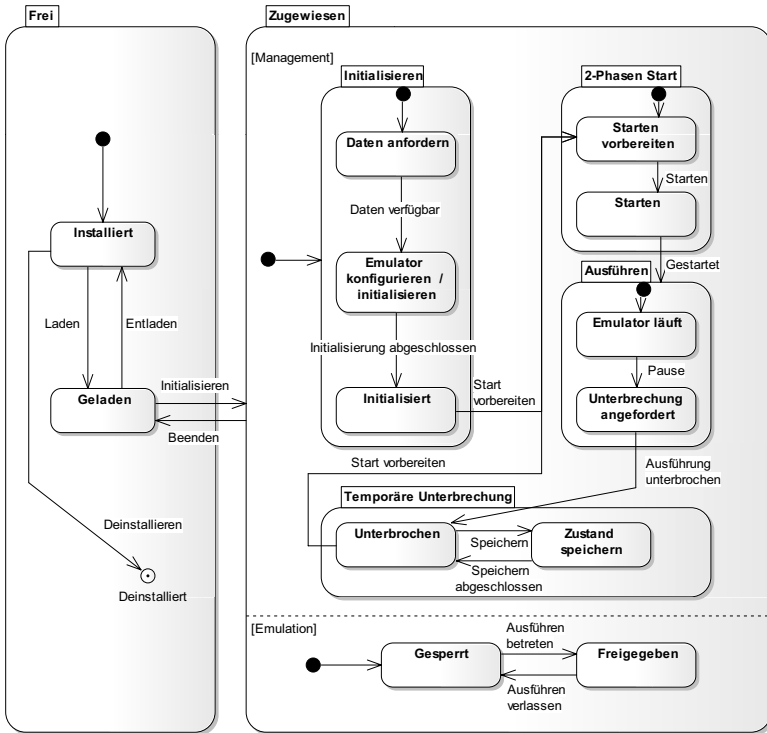 Frei
Zugewiesen
[Management]
Initialisieren
2-Phasen Start
Daten anfordern
Starten
vorbereiten
Starten
Daten verfügbar
Starten
Installiert
Emulator
konfigurieren /
initialisieren
Gestartet
Ausführen
Emulator läuft
Laden
Entladen
Initialisierung abgeschlossen
Pause
Geladen
Initialisieren
Beenden
Initialisiert
Start
vorbereiten
Unterbrechung
angefordert
Start vorbereiten
Ausführung
unterbrochen
Temporäre Unterbrechung
Unterbrochen
Speichern
Zustand
speichern
Speichern
abgeschlossen
Deinstallieren
Deinstalliert
[Emulation]
Gesperrt
Ausführen
betreten
Freigegeben
Ausführen
verlassen